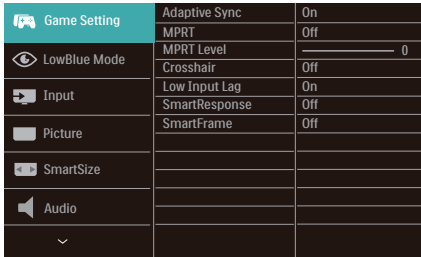 Game Setting
LowBlue Mode
Input
Picture
SmartSize
Audio
Adaptive Sync On
MPRT Off
MPRT Level 0
Crosshair Off
Low Input Lag On
SmartResponse Off
SmartFrame Off